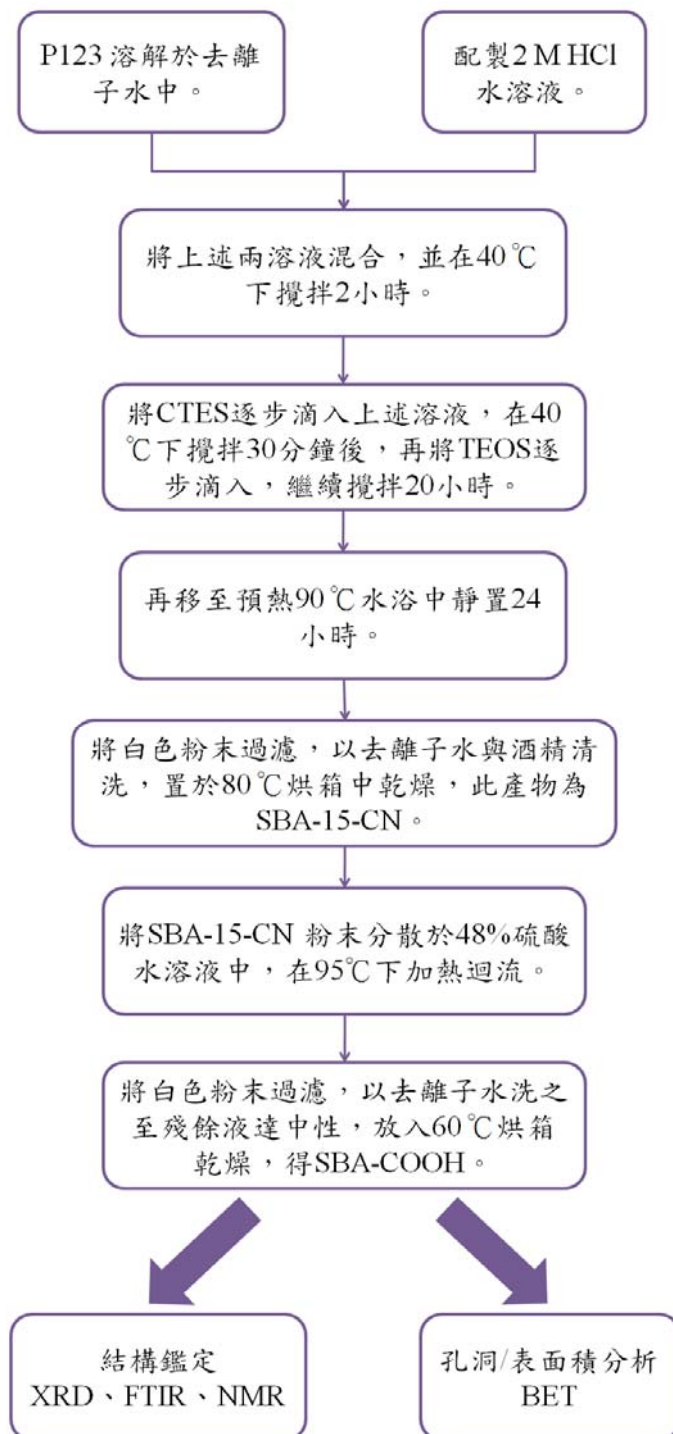 P123 溶解於去離
子水中。
配製2 M HCl
水溶液。
將上述兩溶液混合，並在40℃
下攪拌2小時。
將CTES逐步滴入上述溶液，在40
℃下攪拌30分鐘後，再將TEOS逐
步滴入，繼續攪拌20小時。
再移至預熱90℃水浴中靜置24
小時。
將白色粉末過濾，以去離子水與酒精清
洗，置於80℃烘箱中乾燥，此產物為
SBA-15-CN。
將SBA-15-CN 粉末分散於48%硫酸
水溶液中，在95℃下加熱迴流。
將白色粉末過濾，以去離子水洗之
至殘餘液達中性，放入60℃烘箱
乾燥，得SBA-COOH。
結構鑑定
XRD、FTIR、NMR
孔洞/表面積分析
BET